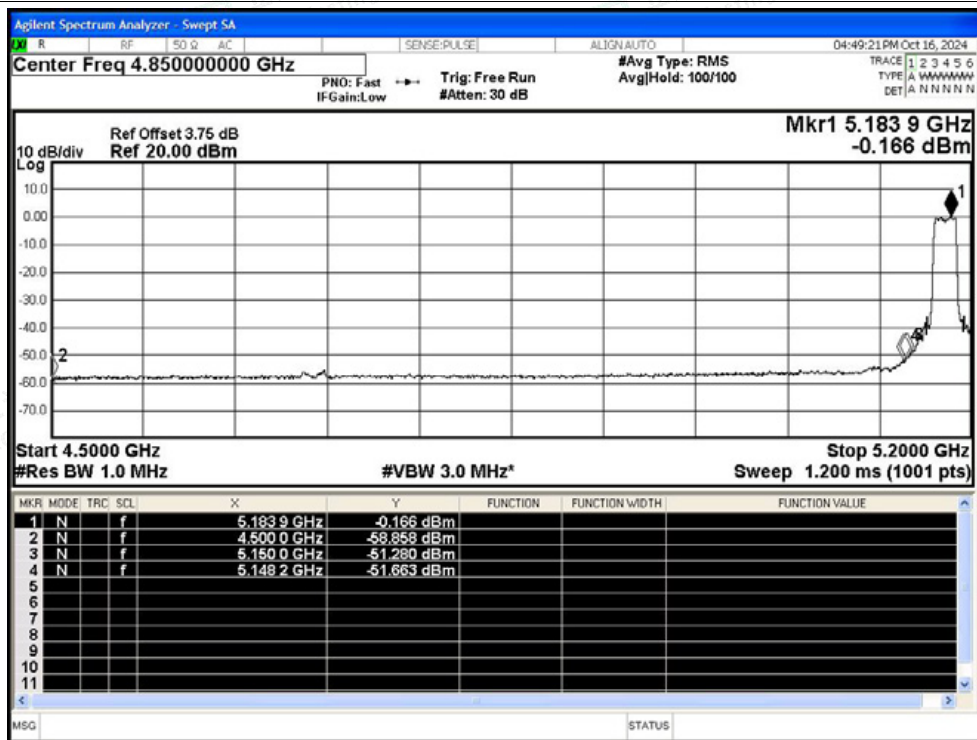 Agilent Spectrum Analyzer - Swept SA
R RF 50 Ω AC SENSE:PULSE ALIGN AUTO 04:49:21 PM Oct 16, 2024
Center Freq 4.850000000 GHz #Avg Type: RMS TRACE 1 2 3 4 5 6
PNO: Fast Trig: Free Run Avg|Hold: 100/100 TYPE A WWWWW
IFGain:Low #Atten: 30 dB DET A N N N N N
Mkr1 5.183 9 GHz
Ref Offset 3.75 dB
10 dB/div Ref 20.00 dBm -0.166 dBm
Log
10.0
0.00
-10.0
-20.0
-30.0
-40.0
-50.0
-60.0
-70.0
1
2
Start 4.5000 GHz Stop 5.2000 GHz
#Res BW 1.0 MHz #VBW 3.0 MHz* Sweep 1.200 ms (1001 pts)
MKR MODE TRC SCL X Y FUNCTION FUNCTION WIDTH FUNCTION VALUE
1 N f 5.183 9 GHz -0.166 dBm
2 N f 4.500 0 GHz -58.858 dBm
3 N f 5.150 0 GHz -51.280 dBm
4 N f 5.148 2 GHz -51.663 dBm
5
6
7
8
9
10
11
MSG STATUS